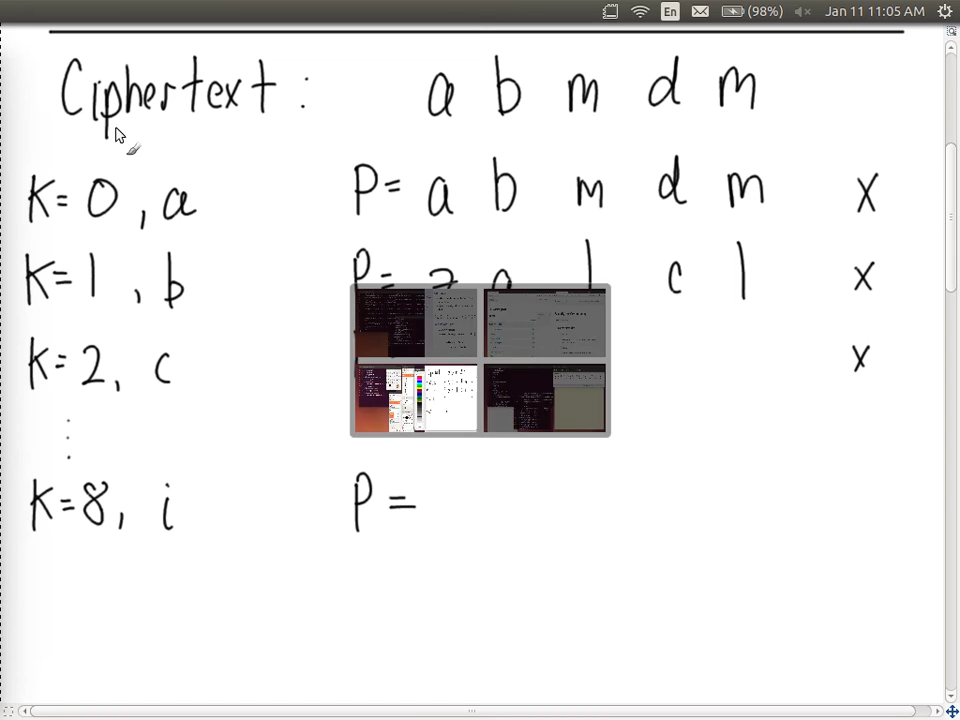 En (98%) Jan 11 11:05 AM
Ciphertext: a b m d m
K= 0, a P= a b m d m X
K= 1, b P= z a l c l X
K= 2, c X
K= 8, i P=